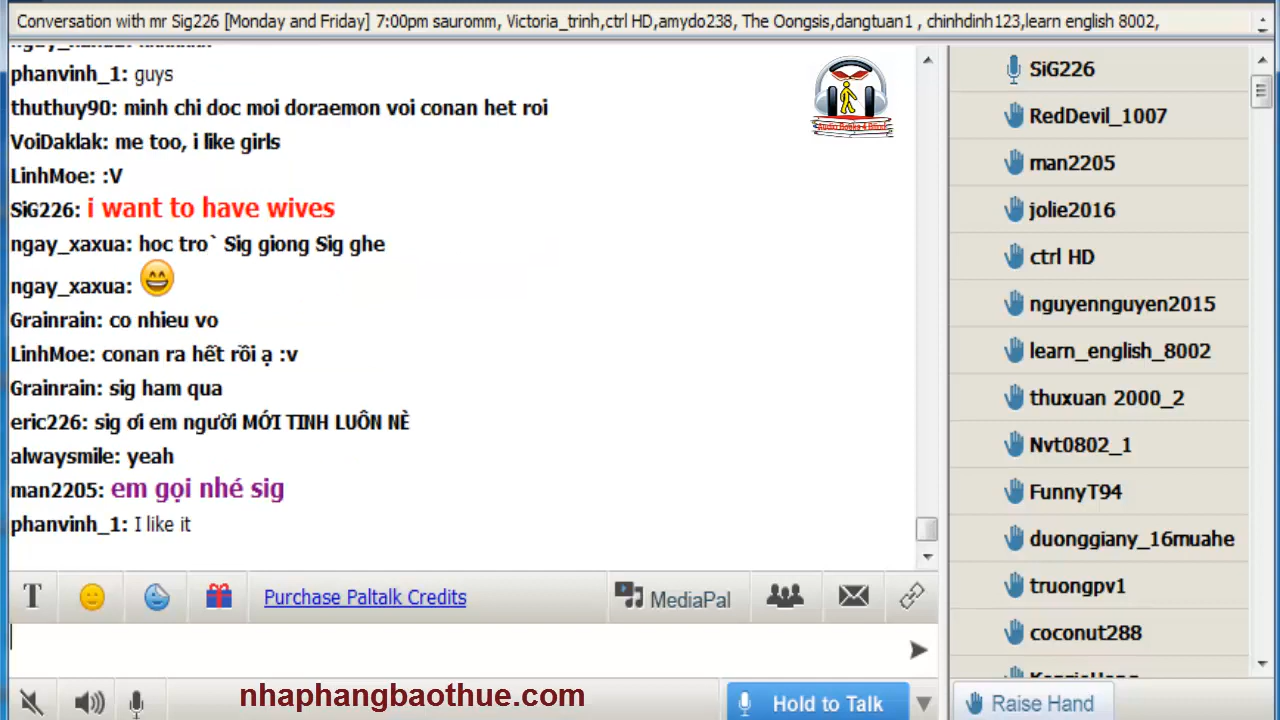 Conversation with mr Sig226 [Monday and Friday] 7:00pm sauromm, Victoria_trinh,ctrl HD,amydo238, The Oongsis,dangtuan1 , chinhdinh123,learn english 8002,
phanvinh_1: guys
thuthuy90: minh chi doc moi doraemon voi conan het roi
VoiDaklak: me too, i like girls
LinhMoe: :V
SiG226: i want to have wives
ngay_xaxua: hoc tro` Sig giong Sig ghe
ngay_xaxua:
Grainrain: co nhieu vo
LinhMoe: conan ra hết rồi ạ :v
Grainrain: sig ham qua
eric226: sig ơi em người MỚI TINH LUÔN NÈ
alwaysmile: yeah
man2205: em gọi nhé sig
phanvinh_1: I like it
T
Purchase Paltalk Credits
MediaPal
nhaphangbaothue.com
Hold to Talk
SiG226
RedDevil_1007
man2205
jolie2016
ctrl HD
nguyennguyen2015
learn_english_8002
thuxuan 2000_2
Nvt0802_1
FunnyT94
duonggiany_16muahe
truongpv1
coconut288
Raise Hand